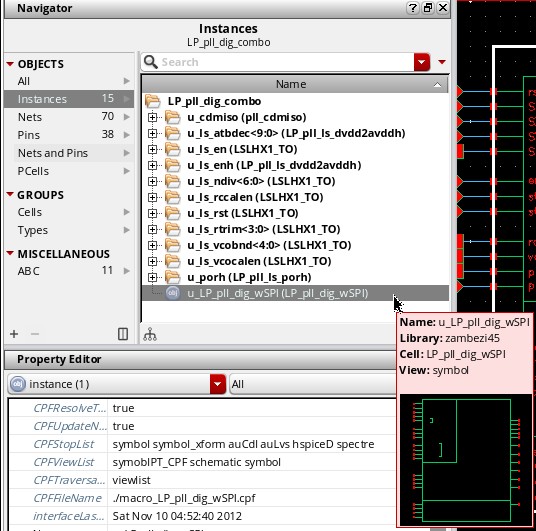 Navigator
Instances
LP_pll_dig_combo
Search
OBJECTS
All
Instances 15
Nets 70
Pins 38
Nets and Pins
PCells
GROUPS
Cells
Types
MISCELLANEOUS
ABC 11
Name
LP_pll_dig_combo
u_cdmiso (pll_cdmiso)
u_ls_atbdec<9:0> (LP_pll_ls_dvdd2avddh)
u_ls_en (LSLHX1_TO)
u_ls_enh (LP_pll_ls_dvdd2avddh)
u_ls_ndiv<6:0> (LSLHX1_TO)
u_ls_rccalen (LSLHX1_TO)
u_ls_rst (LSLHX1_TO)
u_ls_rtrim<3:0> (LSLHX1_TO)
u_ls_vcobnd<4:0> (LSLHX1_TO)
u_ls_vcocalen (LSLHX1_TO)
u_porh (LP_pll_ls_porh)
u_LP_pll_dig_wSPI (LP_pll_dig_wSPI)
Name: u_LP_pll_dig_wSPI
Library: zambezi45
Cell: LP_pll_dig_wSPI
View: symbol
Property Editor
instance (1)
All
CPFResolveT... true
CPFUpdateN... true
CPFStopList symbol symbol_xform auCdl auLvs hspiceD spectre
CPFViewList symbolPT_CPF schematic symbol
CPFTraversa... viewlist
CPFFileName ./macro_LP_pll_dig_wSPI.cpf
interfaceLas... Sat Nov 10 04:52:40 2012